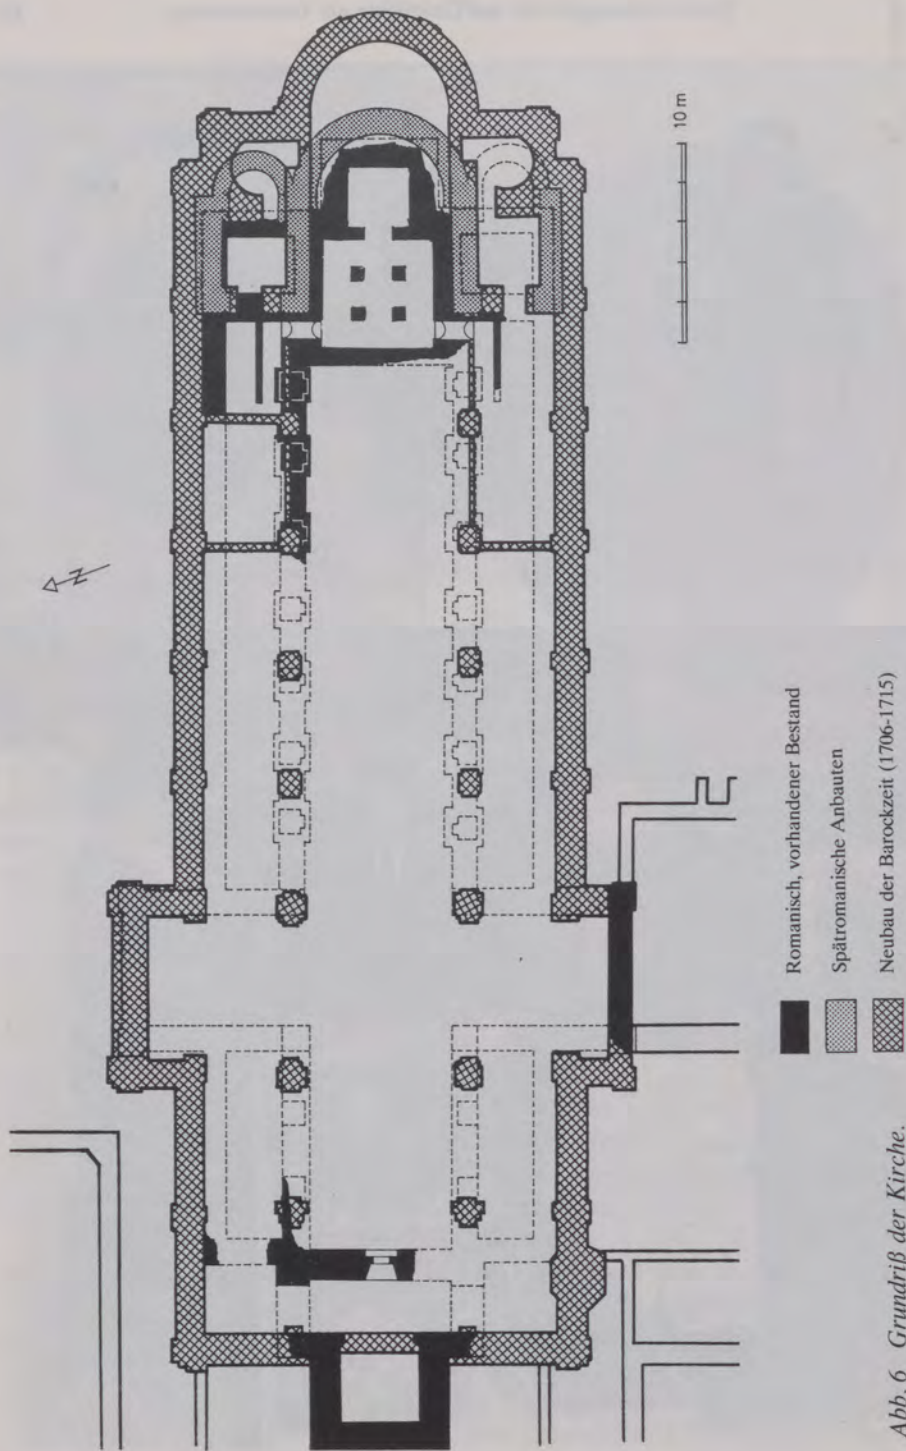 N
10 m
Romanisch, vorhandener Bestand
Spätromanische Anbauten
Neubau der Barockzeit (1706-1715)
Abb. 6 Grundriß der Kirche.